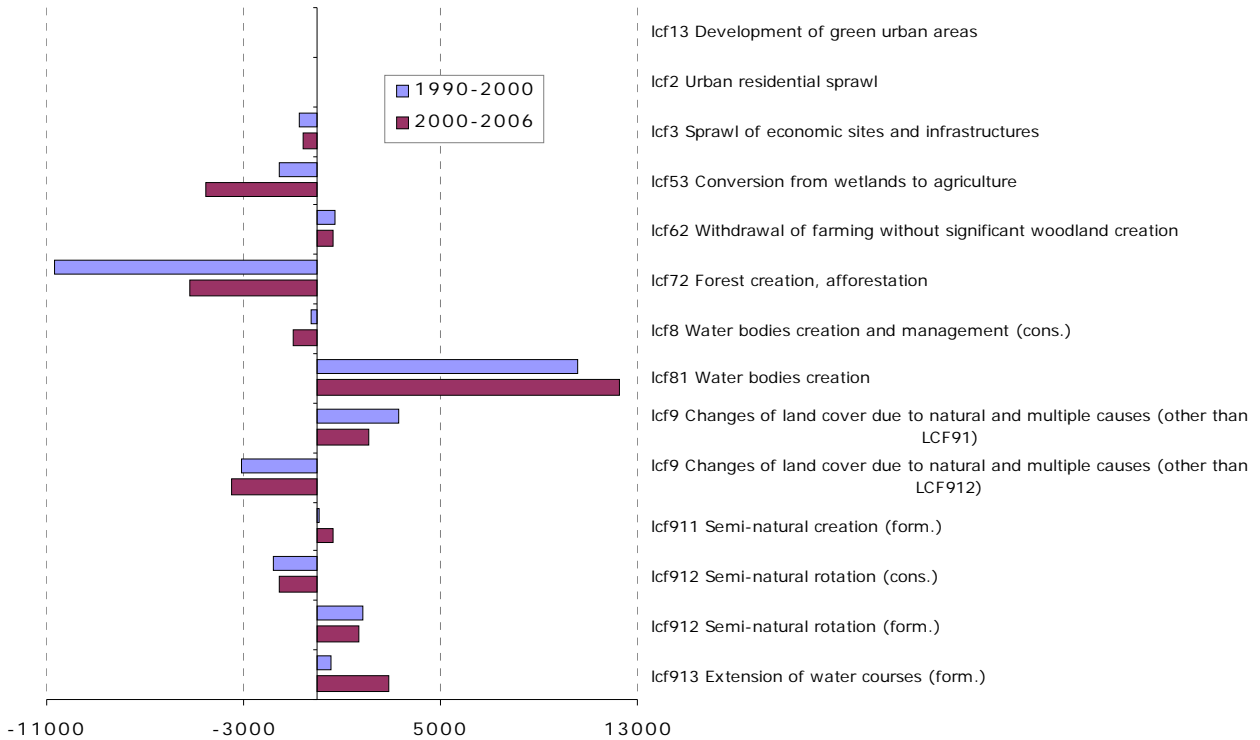 lcf13 Development of green urban areas
lcf2 Urban residential sprawl
1990-2000
2000-2006
lcf3 Sprawl of economic sites and infrastructures
lcf53 Conversion from wetlands to agriculture
lcf62 Withdrawal of farming without significant woodland creation
lcf72 Forest creation, afforestation
lcf8 Water bodies creation and management (cons.)
lcf81 Water bodies creation
lcf9 Changes of land cover due to natural and multiple causes (other than
LCF91)
lcf9 Changes of land cover due to natural and multiple causes (other than
LCF912)
lcf911 Semi-natural creation (form.)
lcf912 Semi-natural rotation (cons.)
lcf912 Semi-natural rotation (form.)
lcf913 Extension of water courses (form.)
-11000 -3000 5000 13000